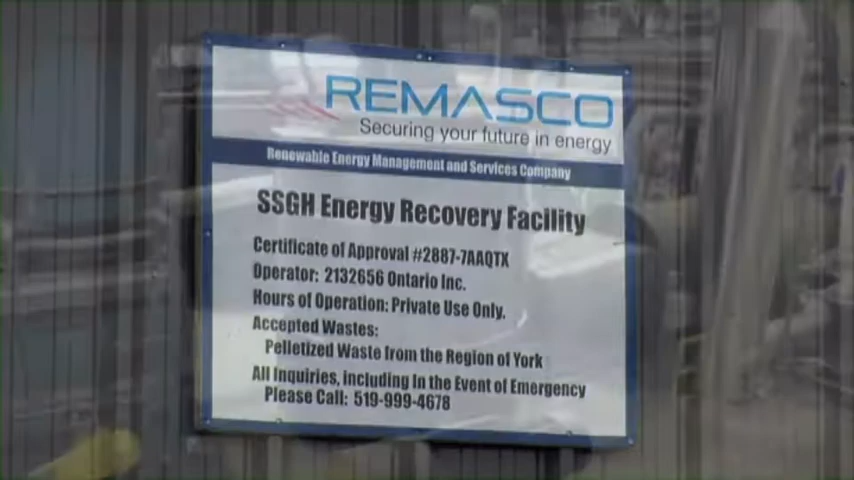 REMASCO
Securing your future in energy
Renewable Energy Management and Services Company
SSGH Energy Recovery Facility
Certificate of Approval #2887-7AAQTX
Operator: 2132656 Ontario Inc.
Hours of Operation: Private Use Only.
Accepted Wastes:
Pelletized Waste from the Region of York
All Inquiries, including In the Event of Emergency
Please Call: 519-999-4678